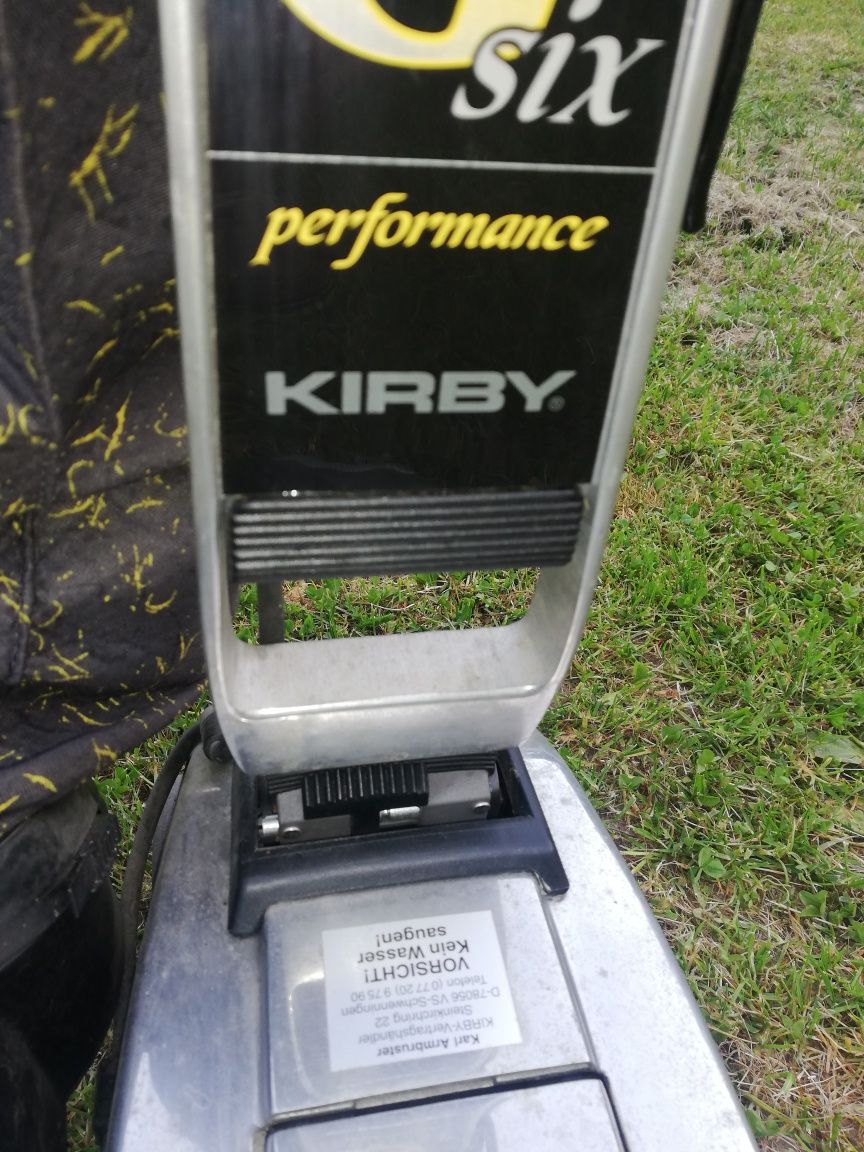 G
six
performance
KIRBY®
Karl Armbruster
KIRBY-Vertragshändler
Steinkirchring 22
D-78056 VS-Schwenningen
Telefon (0 77 20) 9 75 90
VORSICHT!
Kein Wasser
saugen!